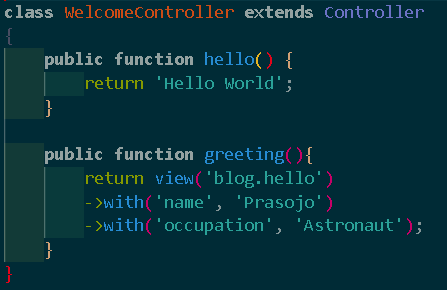 class WelcomeController extends Controller
{
    public function hello() {
        return 'Hello World';
    }

    public function greeting(){
        return view('blog.hello')
        ->with('name', 'Prasojo')
        ->with('occupation', 'Astronaut');
    }
}